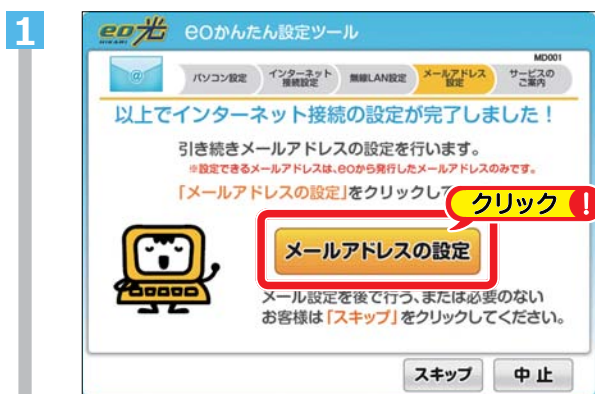 1
eo光 eoかんたん設定ツール
MD001
パソコン設定
インターネット
接続設定
無線LAN設定
メールアドレス
設定
サービスの
ご案内
以上でインターネット接続の設定が完了しました！
引き続きメールアドレスの設定を行います。
※設定できるメールアドレスは、eoから発行したメールアドレスのみです。
「メールアドレスの設定」をクリックして
クリック！
メールアドレスの設定
メール設定を後で行う、または必要のない
お客様は「スキップ」をクリックしてください。
スキップ 中止